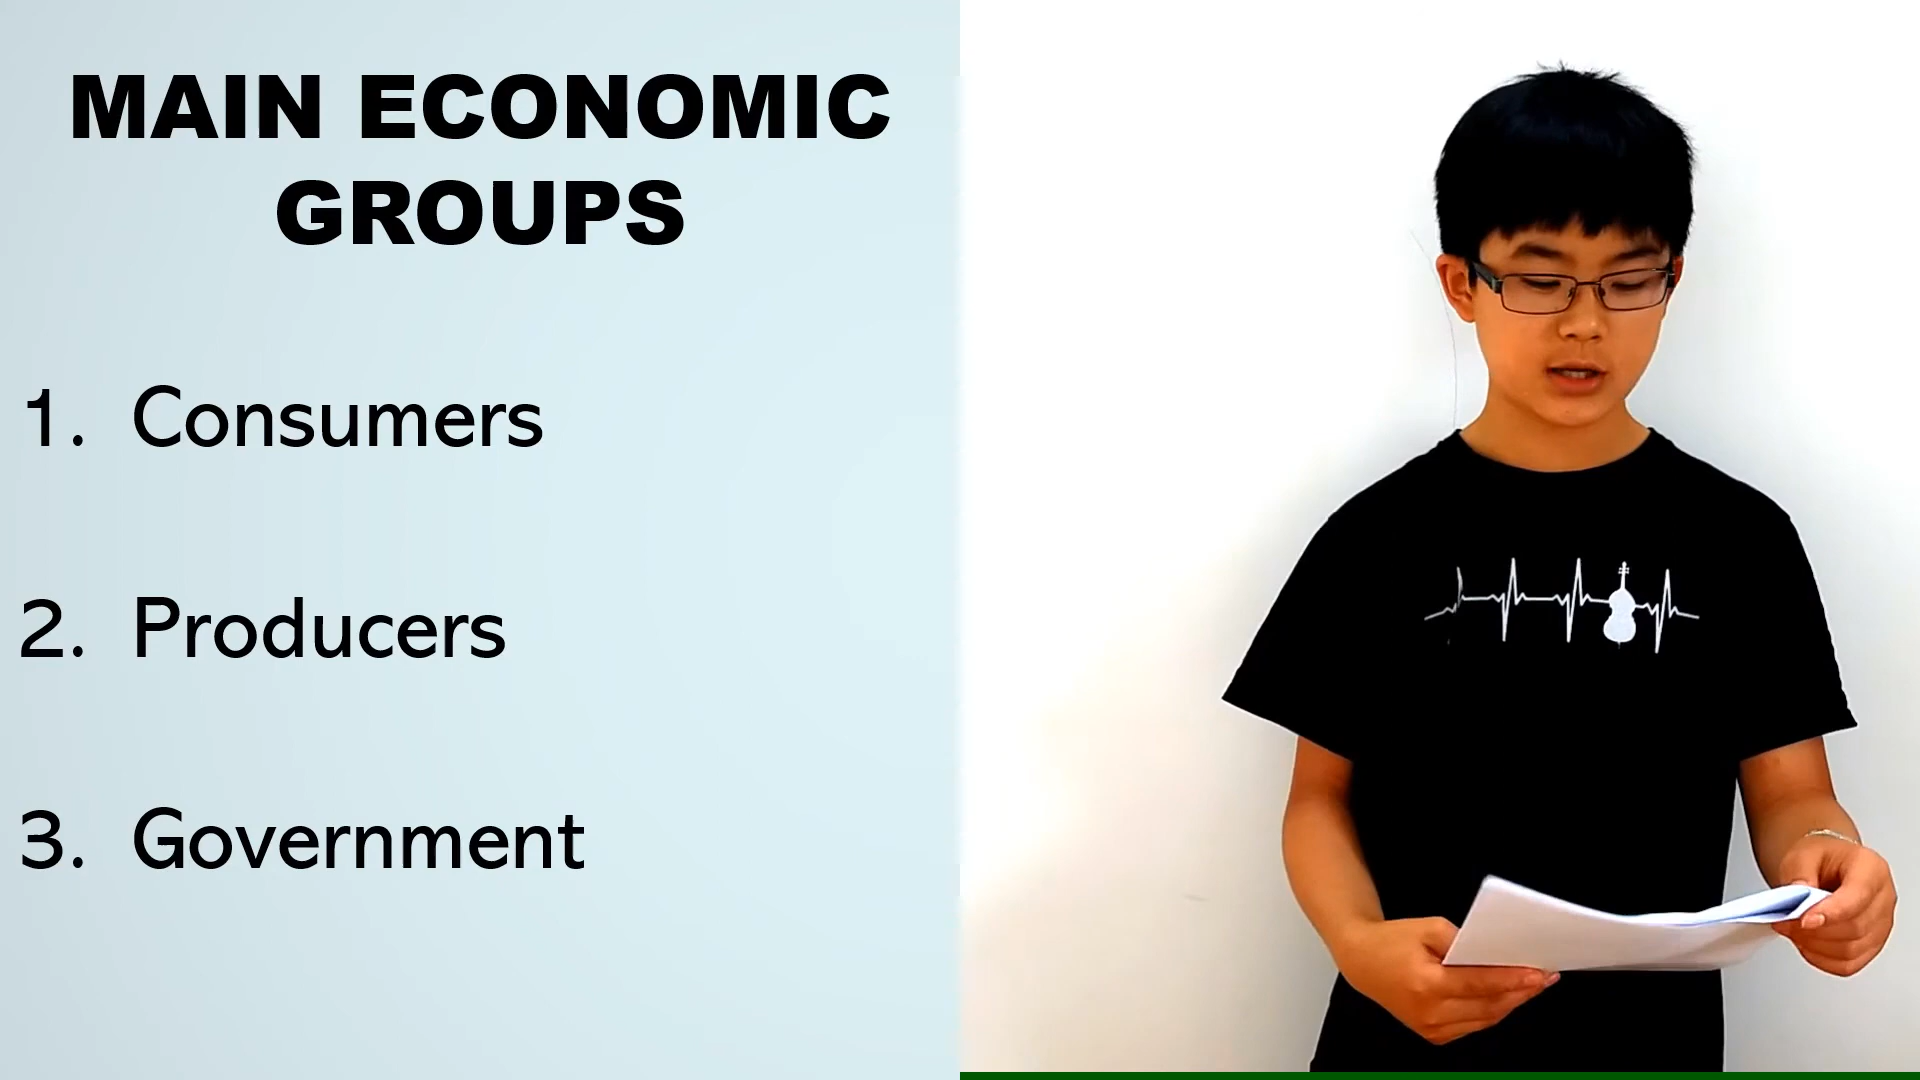 MAIN ECONOMIC
GROUPS
1. Consumers
2. Producers
3. Government